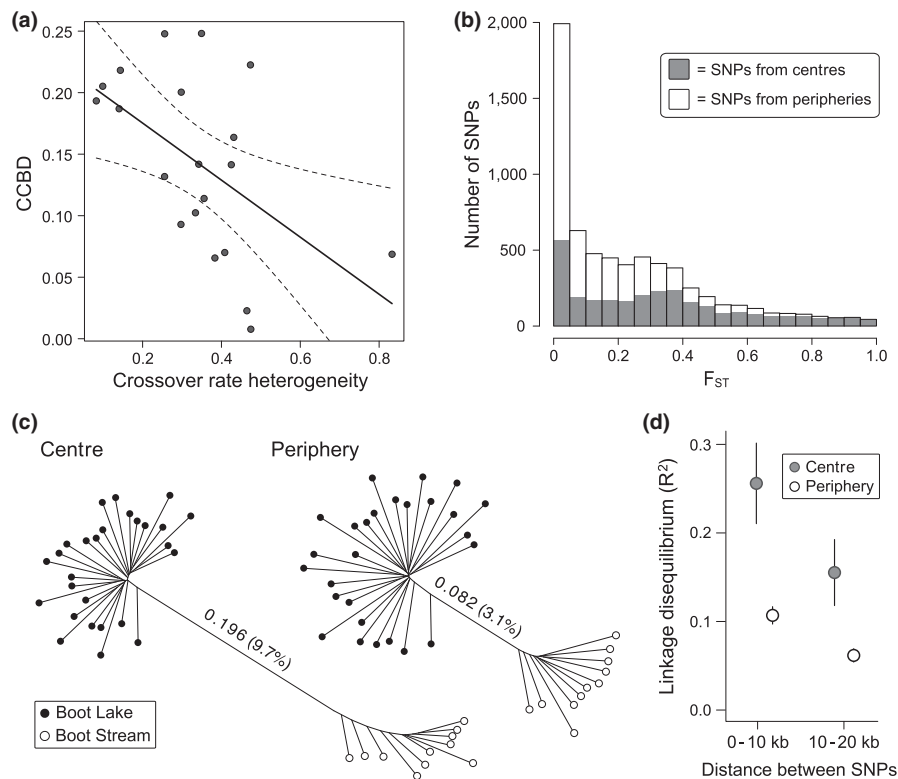 (a)
CCBD
0.25
0.20
0.15
0.10
0.05
0.00
0.2 0.4 0.6 0.8
Crossover rate heterogeneity
(b)
Number of SNPs
2,000
1,500
1,000
500
0
= SNPs from centres
= SNPs from peripheries
0 0.2 0.4 0.6 0.8 1.0
FST
(c)
Centre
Periphery
0.196 (9.7%)
0.082 (3.1%)
Boot Lake
Boot Stream
(d)
Linkage disequilibrium (R²)
0.3
0.2
0.1
0.0
Centre
Periphery
0-10 kb 10-20 kb
Distance between SNPs